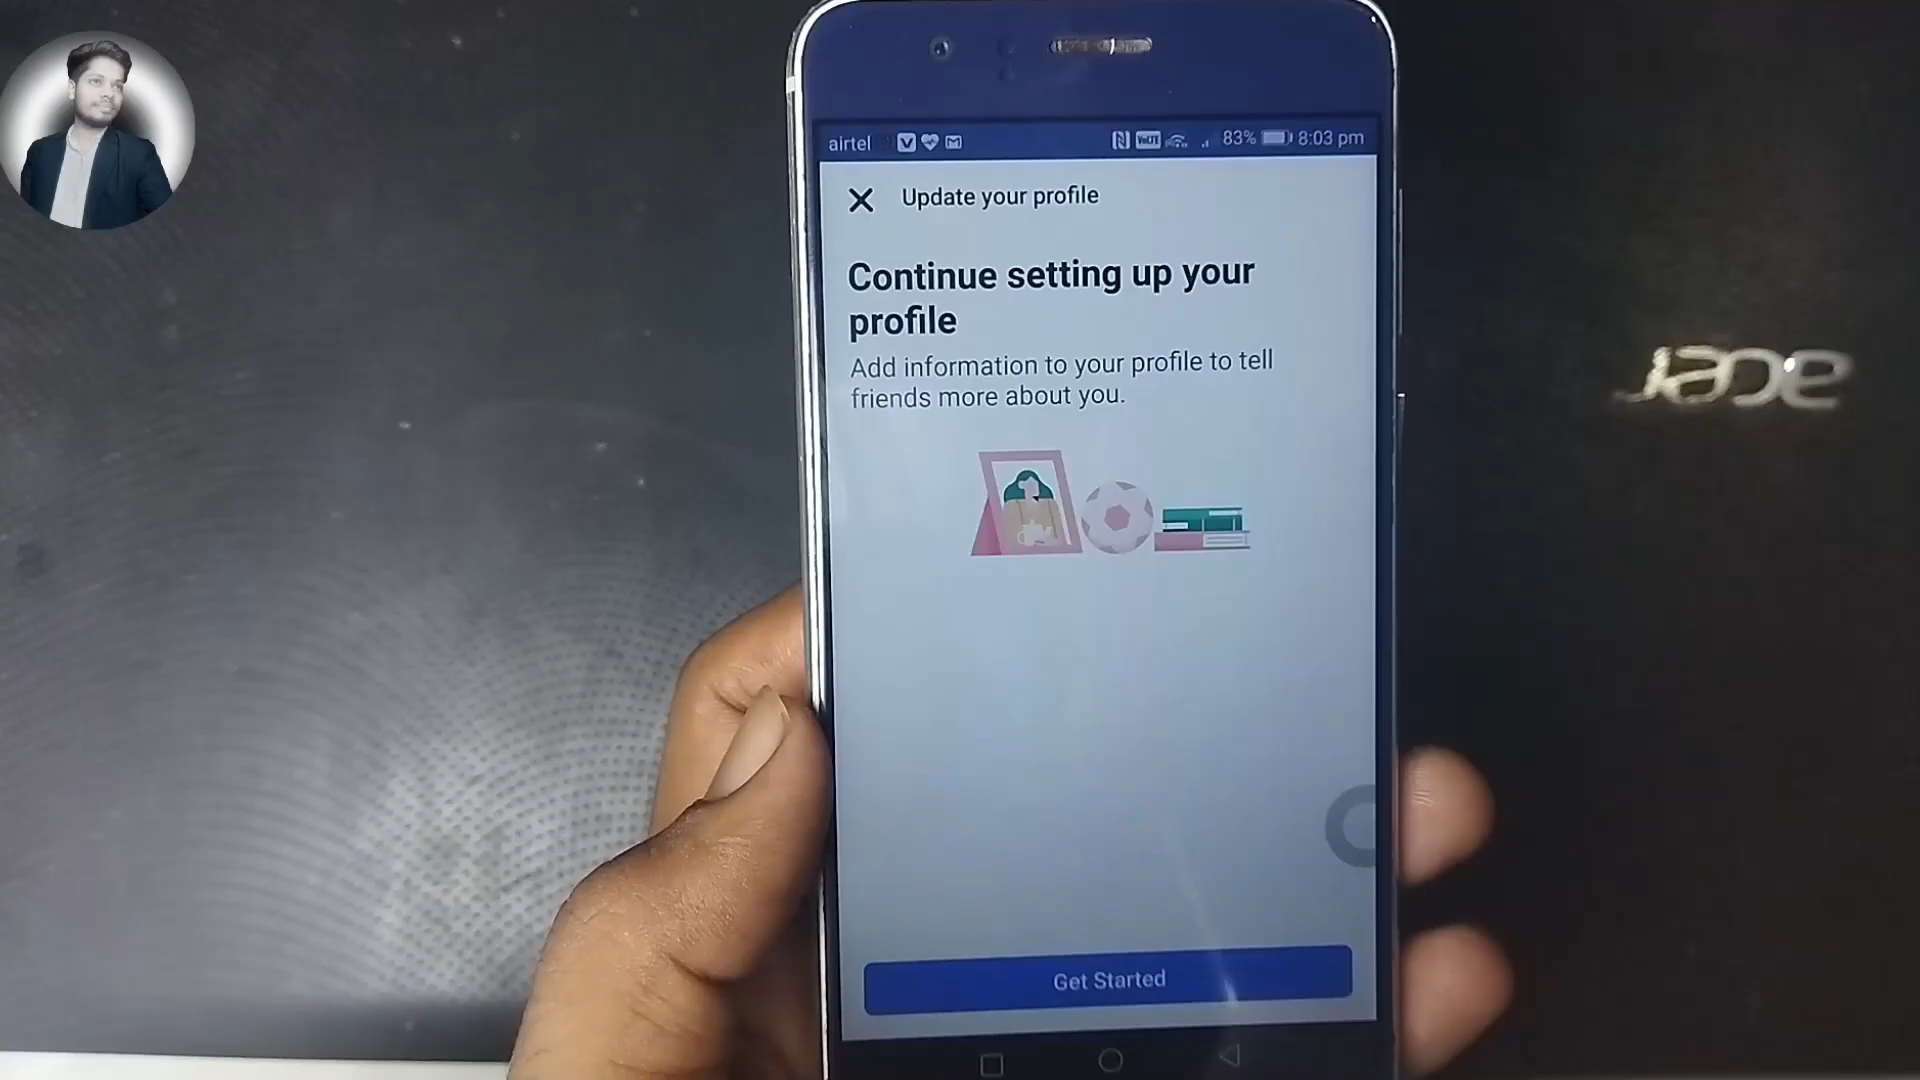 airtel
83% 8:03 pm
Update your profile
Continue setting up your
profile
Add information to your profile to tell
friends more about you.
Get Started
acer